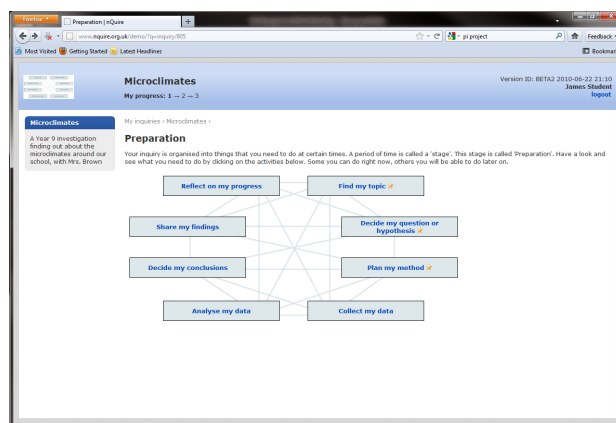 Firefox
Preparation | nQuire
www.nquire.org.uk/demo/?q=inquiry/805
pi project
Feedback
Most Visited
Getting Started
Latest Headlines
Bookmar
Microclimates
My progress: 1 → 2 → 3
Version ID: BETA2 2010-06-22 21:10
James Student
logout
Microclimates
A Year 9 investigation
finding out about the
microclimates around our
school, with Mrs. Brown
My inquiries › Microclimates ›
Preparation
Your inquiry is organised into things that you need to do at certain times. A period of time is called a 'stage'. This stage is called 'Preparation'. Have a look and
see what you need to do by clicking on the activities below. Some you can do right now, others you will be able to do later on.
Reflect on my progress
Find my topic
Share my findings
Decide my question or
hypothesis
Decide my conclusions
Plan my method
Analyse my data
Collect my data